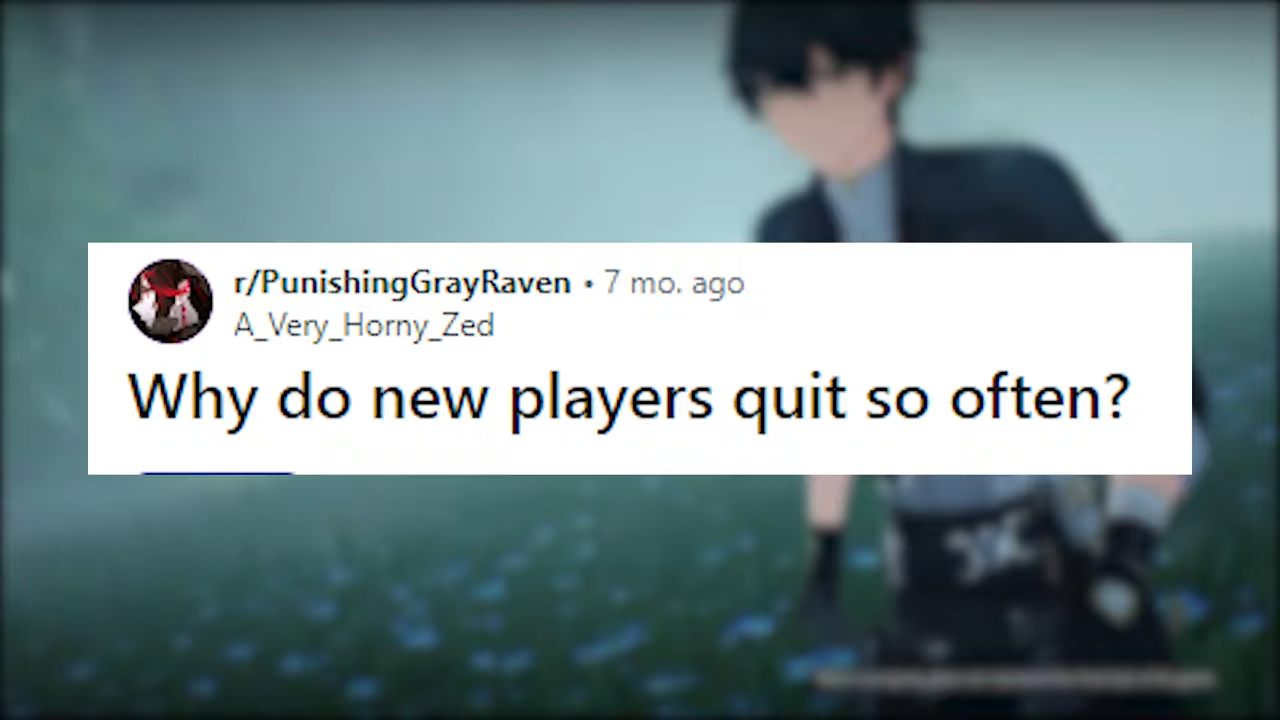 r/PunishingGrayRaven • 7 mo. ago
A_Very_Horny_Zed
Why do new players quit so often?